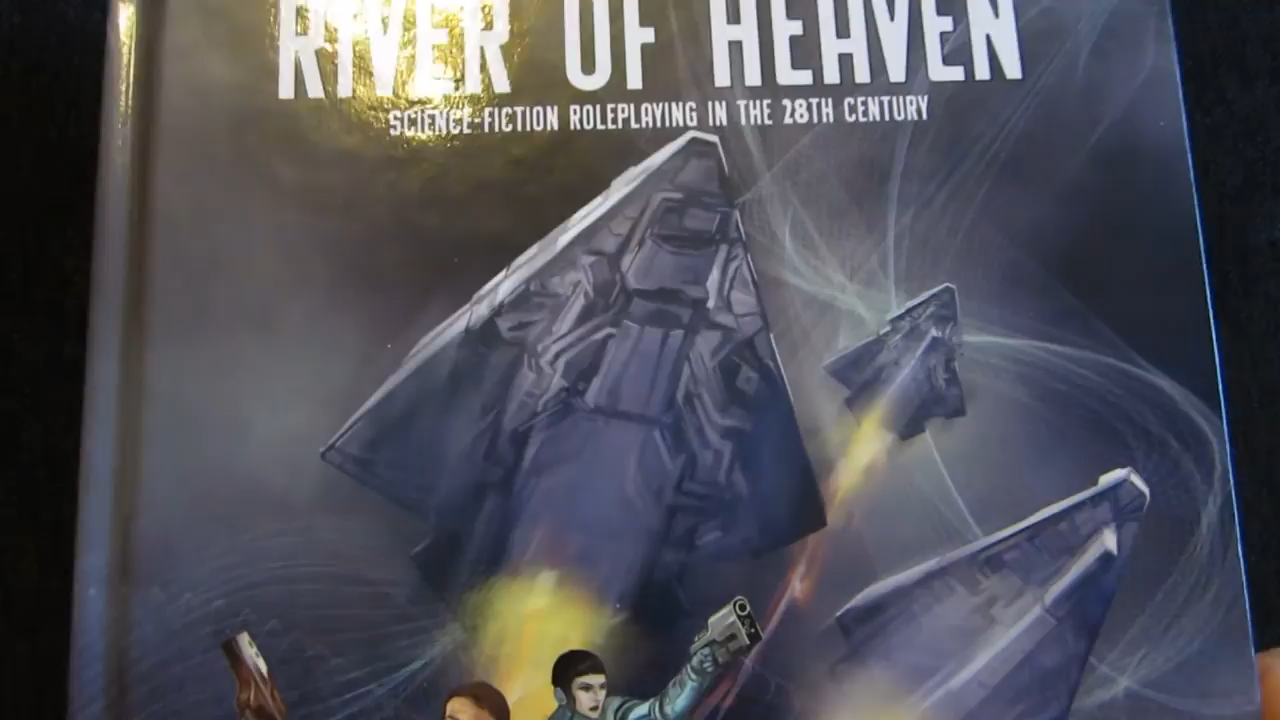 RIVER OF HEAVEN
SCIENCE-FICTION ROLEPLAYING IN THE 28TH CENTURY